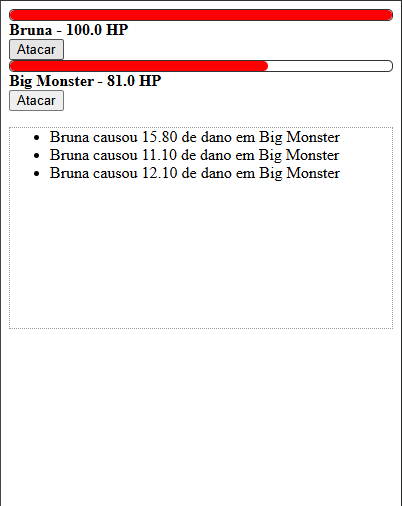 Bruna - 100.0 HP
Atacar
Big Monster - 81.0 HP
Atacar
Bruna causou 15.80 de dano em Big Monster
Bruna causou 11.10 de dano em Big Monster
Bruna causou 12.10 de dano em Big Monster